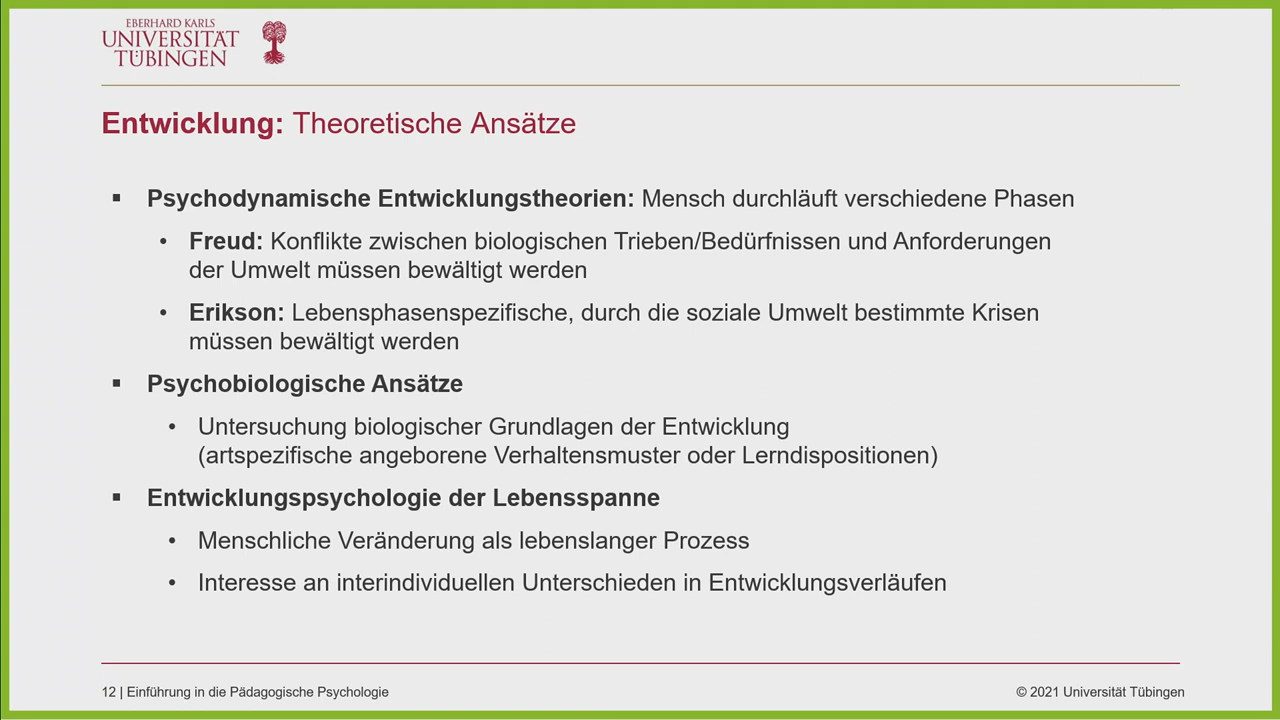 EBERHARD KARLS
UNIVERSITÄT
TÜBINGEN
Entwicklung: Theoretische Ansätze
▪ Psychodynamische Entwicklungstheorien: Mensch durchläuft verschiedene Phasen
• Freud: Konflikte zwischen biologischen Trieben/Bedürfnissen und Anforderungen
der Umwelt müssen bewältigt werden
• Erikson: Lebensphasenspezifische, durch die soziale Umwelt bestimmte Krisen
müssen bewältigt werden
▪ Psychobiologische Ansätze
• Untersuchung biologischer Grundlagen der Entwicklung
(artspezifische angeborene Verhaltensmuster oder Lerndispositionen)
▪ Entwicklungspsychologie der Lebensspanne
• Menschliche Veränderung als lebenslanger Prozess
• Interesse an interindividuellen Unterschieden in Entwicklungsverläufen
12 | Einführung in die Pädagogische Psychologie
© 2021 Universität Tübingen